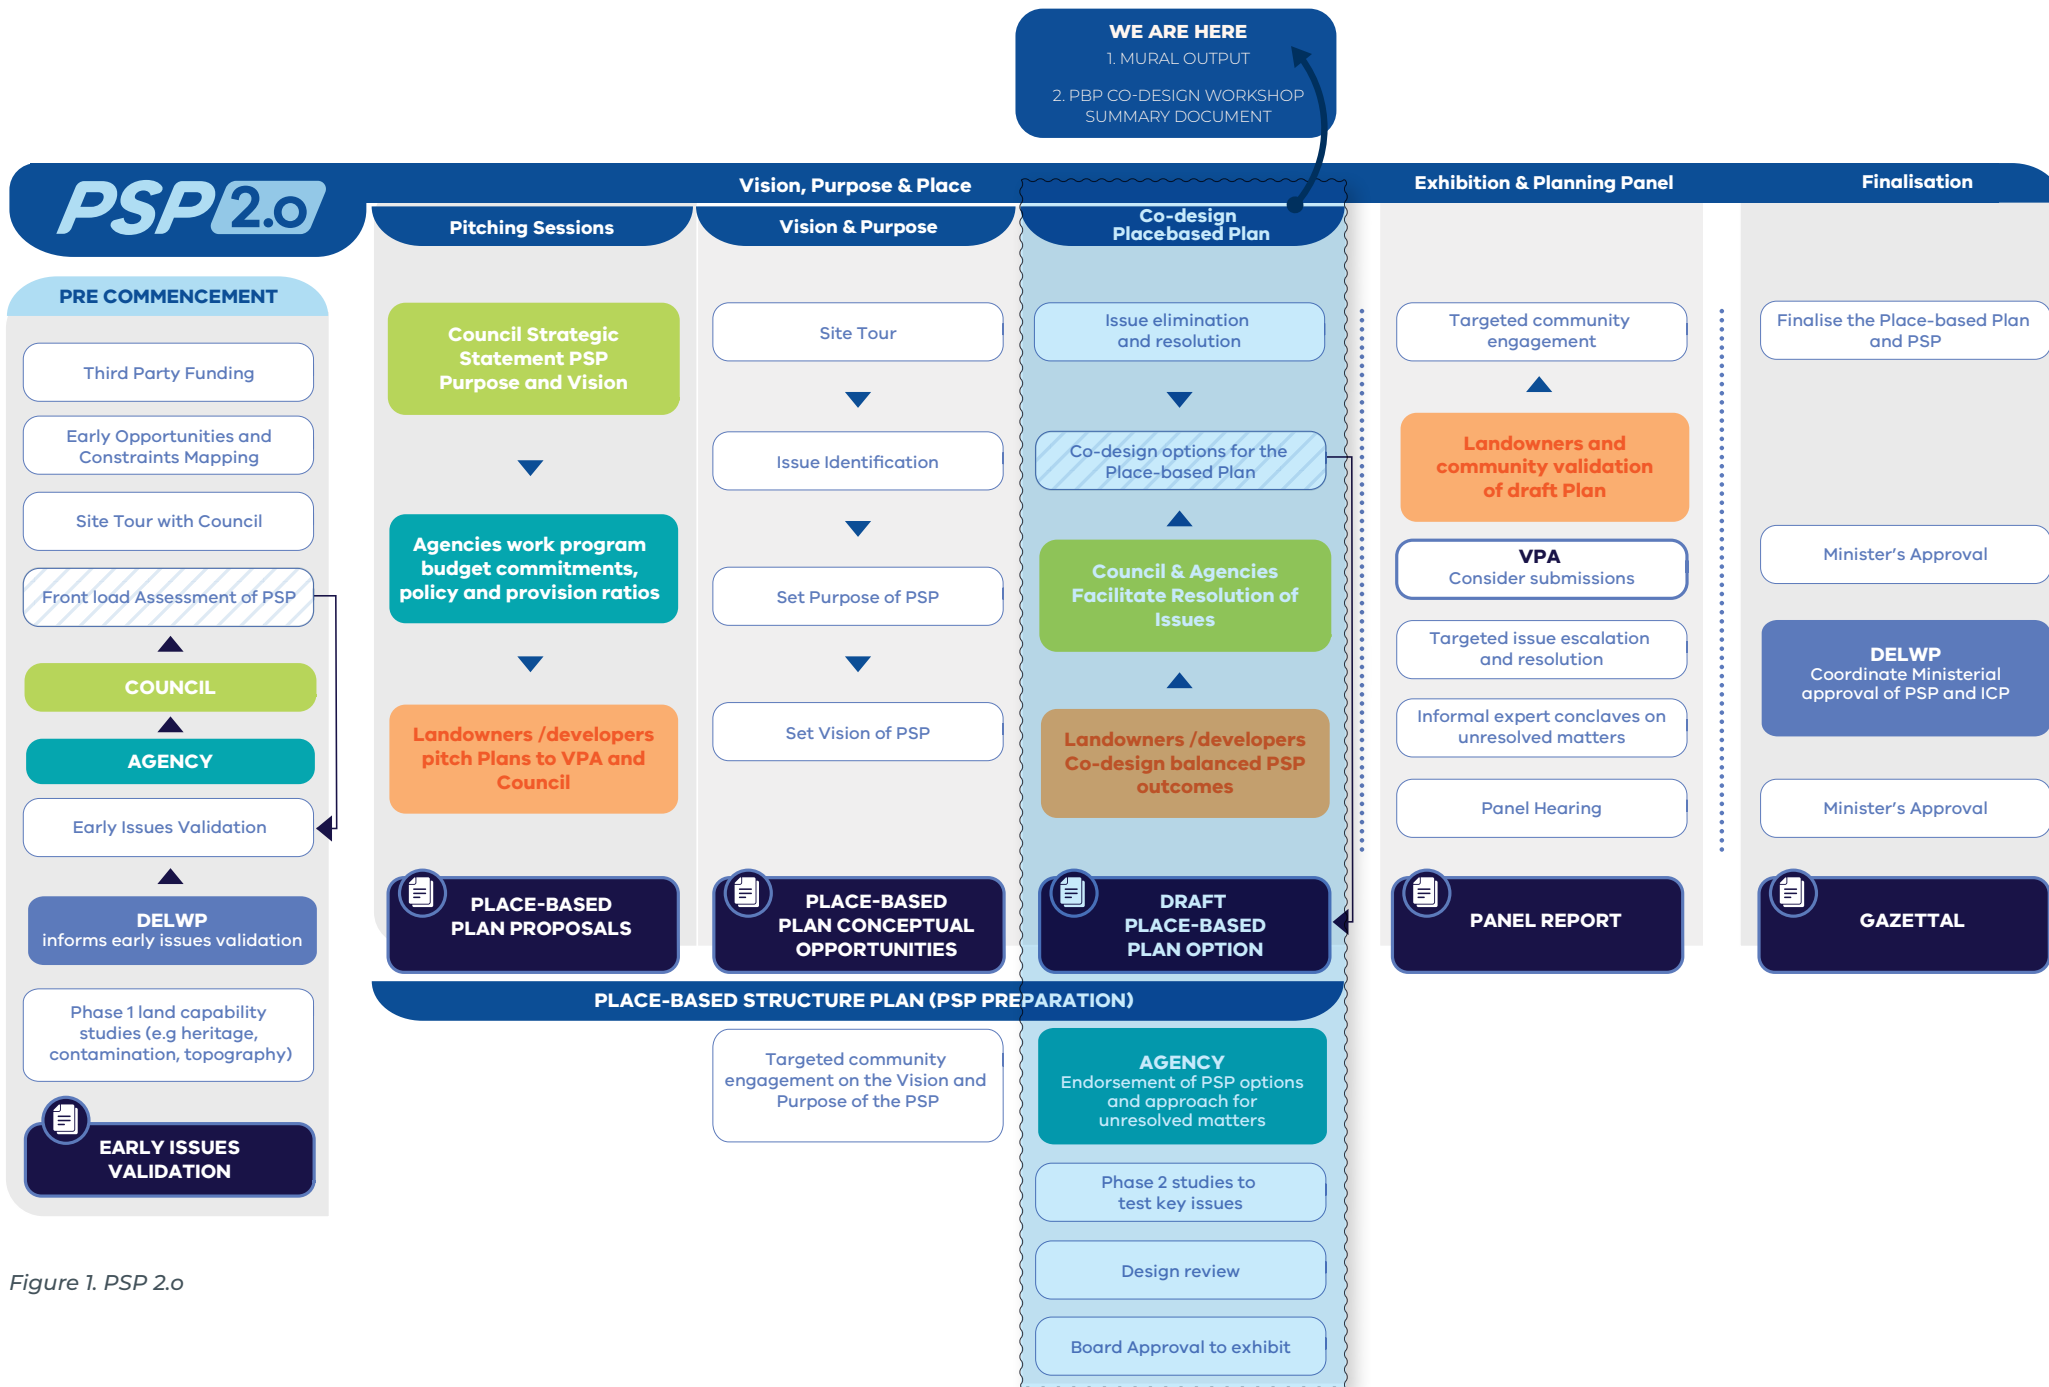 WE ARE HERE
1. MURAL OUTPUT
2. PBP CO-DESIGN WORKSHOP
SUMMARY DOCUMENT
PSP 2.0
Vision, Purpose & Place
Exhibition & Planning Panel
Finalisation
Pitching Sessions
Vision & Purpose
Co-design
Placebased Plan
PRE COMMENCEMENT
Third Party Funding
Early Opportunities and
Constraints Mapping
Site Tour with Council
Front load Assessment of PSP
COUNCIL
AGENCY
Early Issues Validation
DELWP
informs early issues validation
Phase 1 land capability
studies (e.g heritage,
contamination, topography)
EARLY ISSUES
VALIDATION
Council Strategic
Statement PSP
Purpose and Vision
Agencies work program
budget commitments,
policy and provision ratios
Landowners /developers
pitch Plans to VPA and
Council
PLACE-BASED
PLAN PROPOSALS
Site Tour
Issue Identification
Set Purpose of PSP
Set Vision of PSP
PLACE-BASED
PLAN CONCEPTUAL
OPPORTUNITIES
Issue elimination
and resolution
Co-design options for the
Place-based Plan
Council & Agencies
Facilitate Resolution of
Issues
Landowners /developers
Co-design balanced PSP
outcomes
DRAFT
PLACE-BASED
PLAN OPTION
Targeted community
engagement
Landowners and
community validation
of draft Plan
VPA
Consider submissions
Targeted issue escalation
and resolution
Informal expert conclaves on
unresolved matters
Panel Hearing
PANEL REPORT
Finalise the Place-based Plan
and PSP
Minister's Approval
DELWP
Coordinate Ministerial
approval of PSP and ICP
Minister's Approval
GAZETTAL
PLACE-BASED STRUCTURE PLAN (PSP PREPARATION)
Targeted community
engagement on the Vision and
Purpose of the PSP
AGENCY
Endorsement of PSP options
and approach for
unresolved matters
Phase 2 studies to
test key issues
Design review
Board Approval to exhibit
Figure 1. PSP 2.0